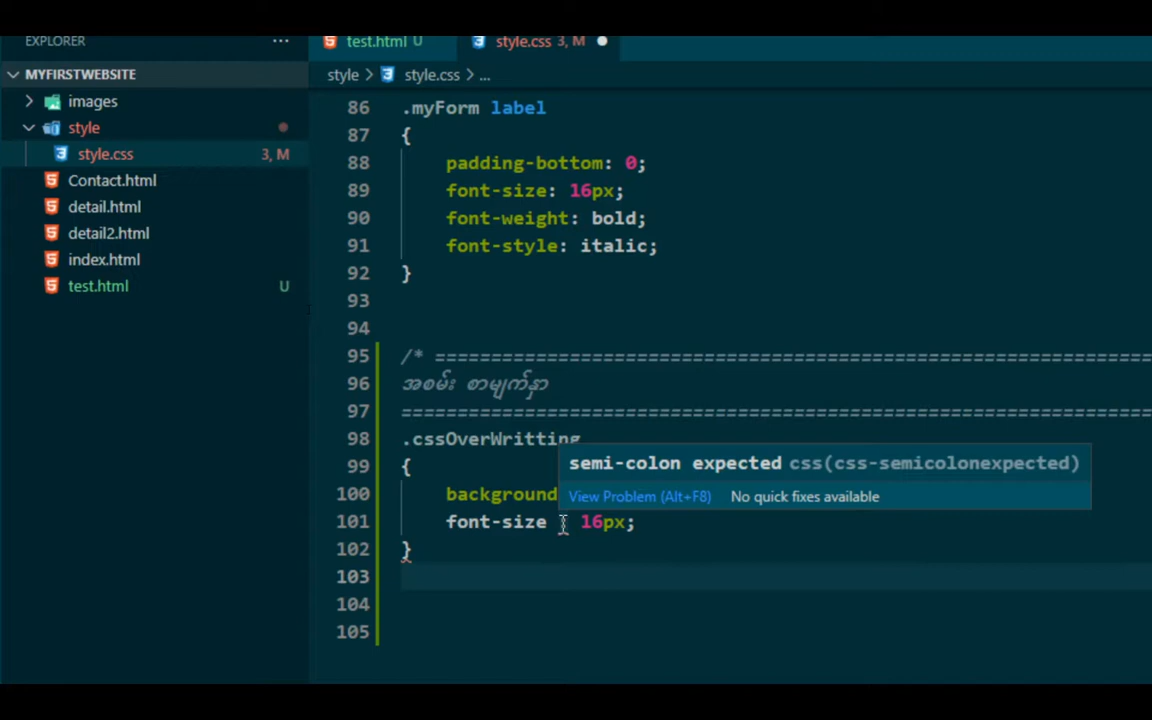 EXPLORER ...
test.html U
style.css 3, M
MYFIRSTWEBSITE
style > style.css > ...
images
style
style.css 3, M
Contact.html
detail.html
detail2.html
index.html
test.html U
86 .myForm label
87 {
88 padding-bottom: 0;
89 font-size: 16px;
90 font-weight: bold;
91 font-style: italic;
92 }
93
94
95 /* ==================================================================
96 အစမ်း စာမျက်နှာ
97 ==================================================================
98 .cssOverWritting
99 {
semi-colon expected css(css-semicolonexpected)
View Problem (Alt+F8) No quick fixes available
100 background
101 font-size 16px;
102 }
103
104
105